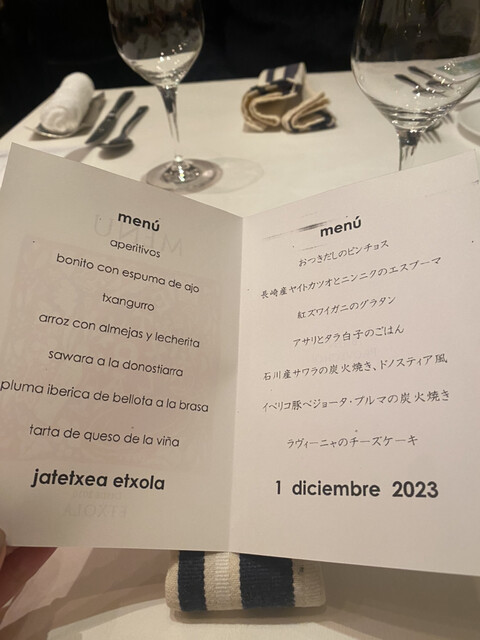 menú
aperitivos
bonito con espuma de ajo
txangurro
arroz con almejas y lecherita
sawara a la donostiarra
pluma iberica de bellota a la brasa
tarta de queso de la viña
jatetxea etxola
menú
おつきだしのピンチョス
長崎産ヤイトカツオとニンニクのエスプーマ
紅ズワイガニのグラタン
アサリとタラ白子のごはん
石川産サワラの炭火焼き、ドノスティア風
イベリコ豚ベジョータ・プルマの炭火焼き
ラヴィーニャのチーズケーキ
1 diciembre 2023